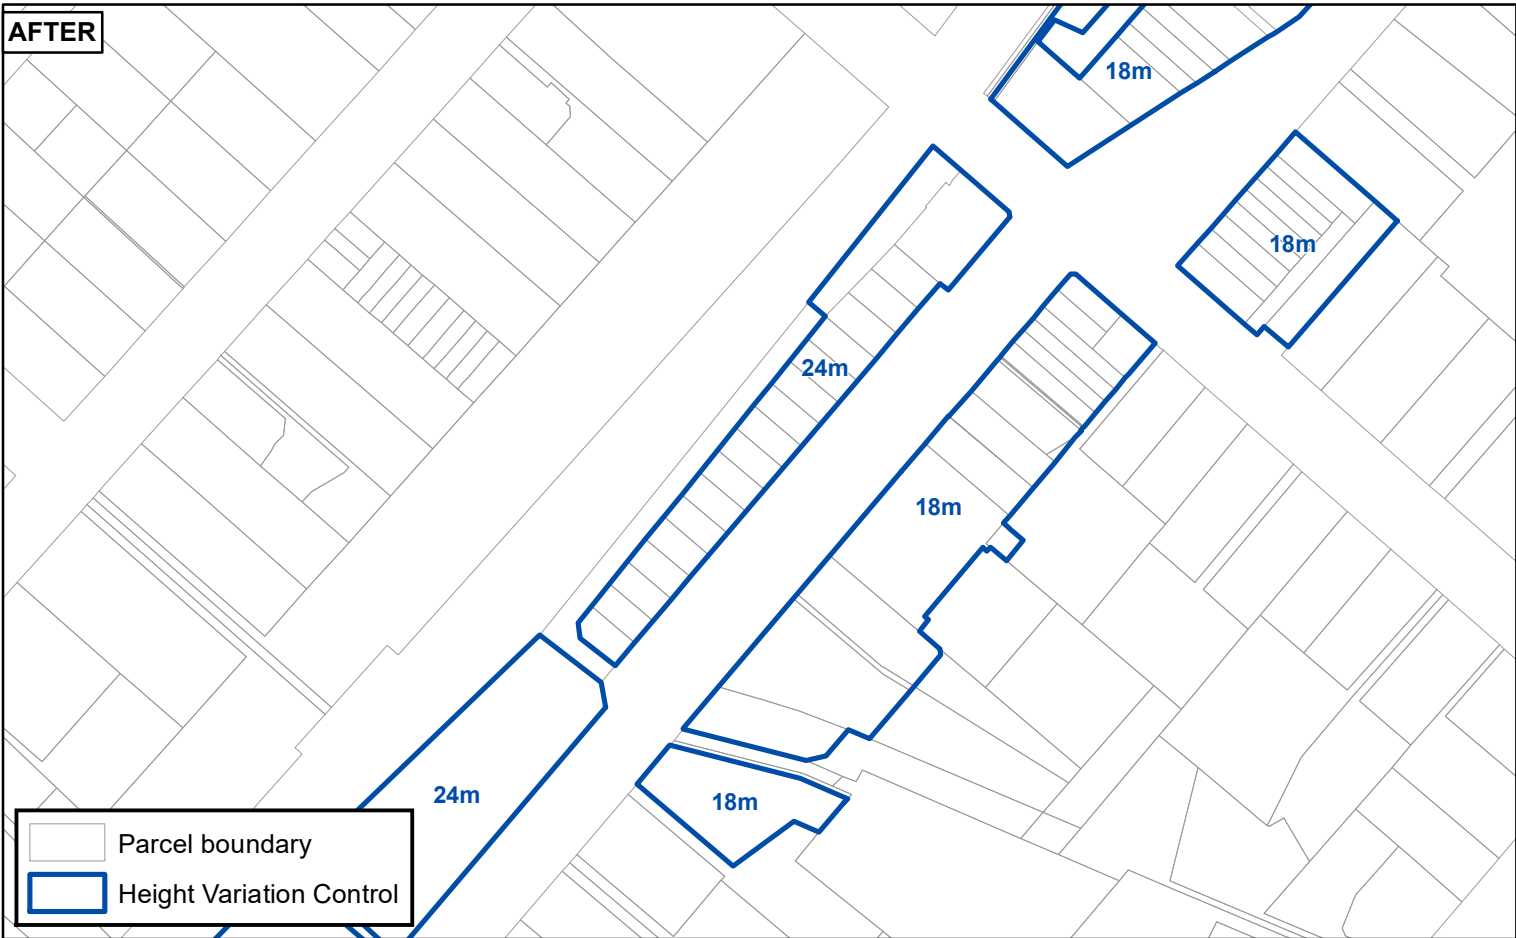 AFTER
18m
18m
24m
18m
24m
18m
Parcel boundary
Height Variation Control